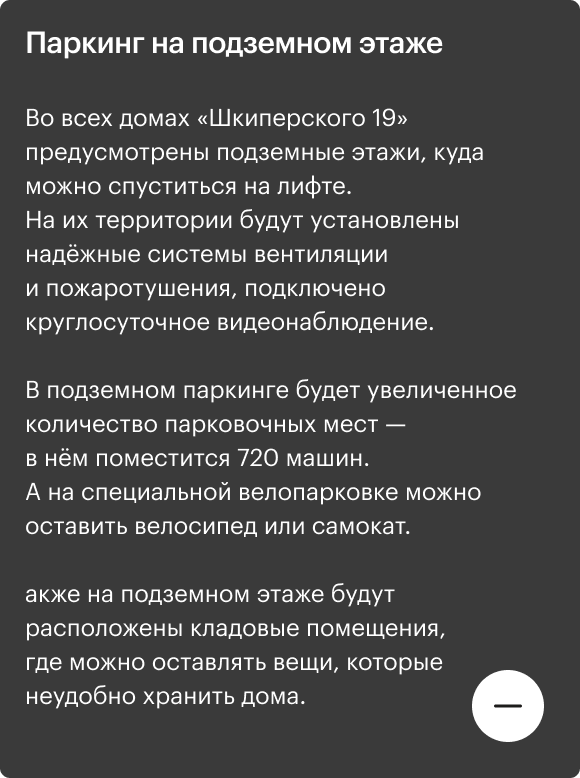 Паркинг на подземном этаже
Во всех домах «Шкиперского 19»
предусмотрены подземные этажи, куда
можно спуститься на лифте.
На их территории будут установлены
надёжные системы вентиляции
и пожаротушения, подключено
круглосуточное видеонаблюдение.
В подземном паркинге будет увеличенное
количество парковочных мест —
в нём поместится 720 машин.
А на специальной велопарковке можно
оставить велосипед или самокат.
акже на подземном этаже будут
расположены кладовые помещения,
где можно оставлять вещи, которые
неудобно хранить дома.